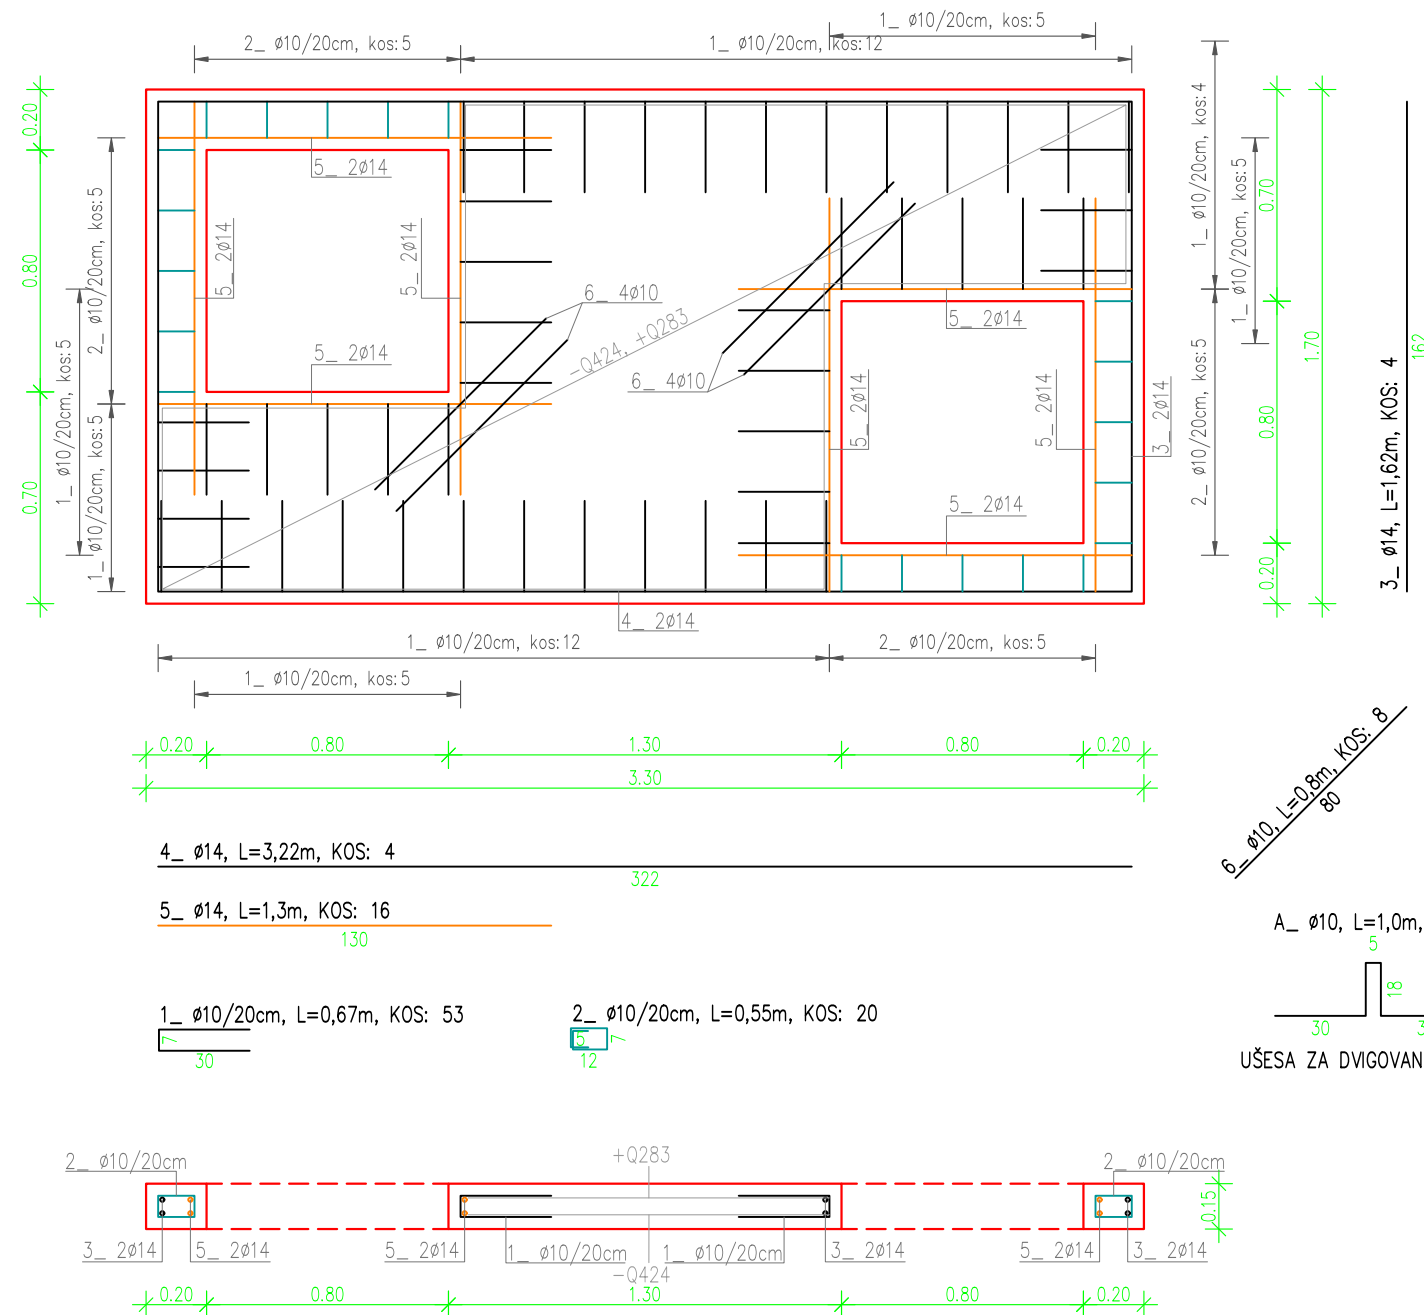 1_ ø10/20cm, kos:5
2_ ø10/20cm, kos:5
1_ ø10/20cm, kos:12
0.20
0.80
0.70
2_ ø10/20cm, kos:5
1_ ø10/20cm, kos:5
1_ ø10/20cm, kos:5
5_ 2ø14
5_ 2ø14
5_ 2ø14
5_ 2ø14
6_ 4ø10
-Q424, +Q283
6_ 4ø10
5_ 2ø14
5_ 2ø14
5_ 2ø14
3_ 2ø14
5_ 2ø14
4_ 2ø14
1_ ø10/20cm, kos:4
1_ ø10/20cm, kos:5
2_ ø10/20cm, kos:5
0.70
0.80
0.20
1.70
3_ ø14, L=1,62m, KOS: 4
162
1_ ø10/20cm, kos:12
2_ ø10/20cm, kos:5
1_ ø10/20cm, kos:5
0.20
0.80
1.30
0.80
0.20
3.30
4_ ø14, L=3,22m, KOS: 4
322
5_ ø14, L=1,3m, KOS: 16
130
6_ ø10, L=0,8m, KOS: 8
80
1_ ø10/20cm, L=0,67m, KOS: 53
7
30
2_ ø10/20cm, L=0,55m, KOS: 20
5
7
12
A_ ø10, L=1,0m,
5
18
30
3
UŠESA ZA DVIGOVAN
+Q283
2_ ø10/20cm
2_ ø10/20cm
0.15
3_ 2ø14
5_ 2ø14
5_ 2ø14
1_ ø10/20cm
1_ ø10/20cm
3_ 2ø14
5_ 2ø14
3_ 2ø14
-Q424
0.20
0.80
1.30
0.80
0.20